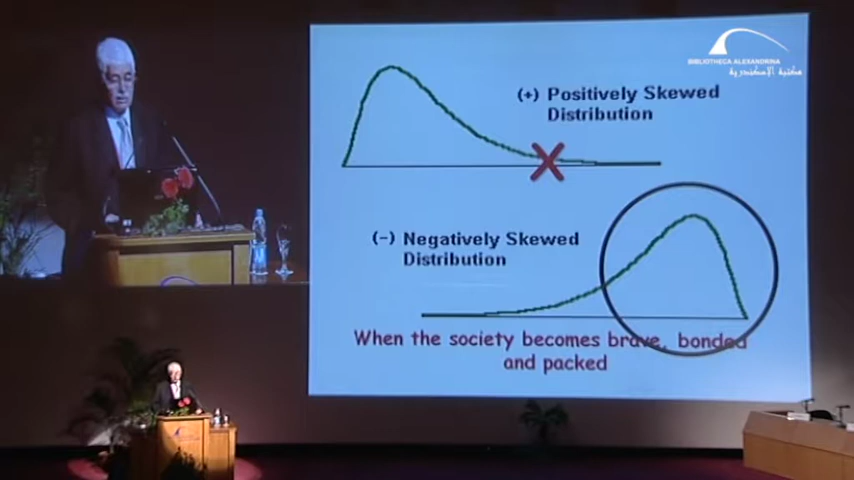 BIBLIOTHECA ALEXANDRINA
مكتبة الإسكندرية
(+) Positively Skewed
Distribution
(-) Negatively Skewed
Distribution
When the society becomes brave, bonded
and packed